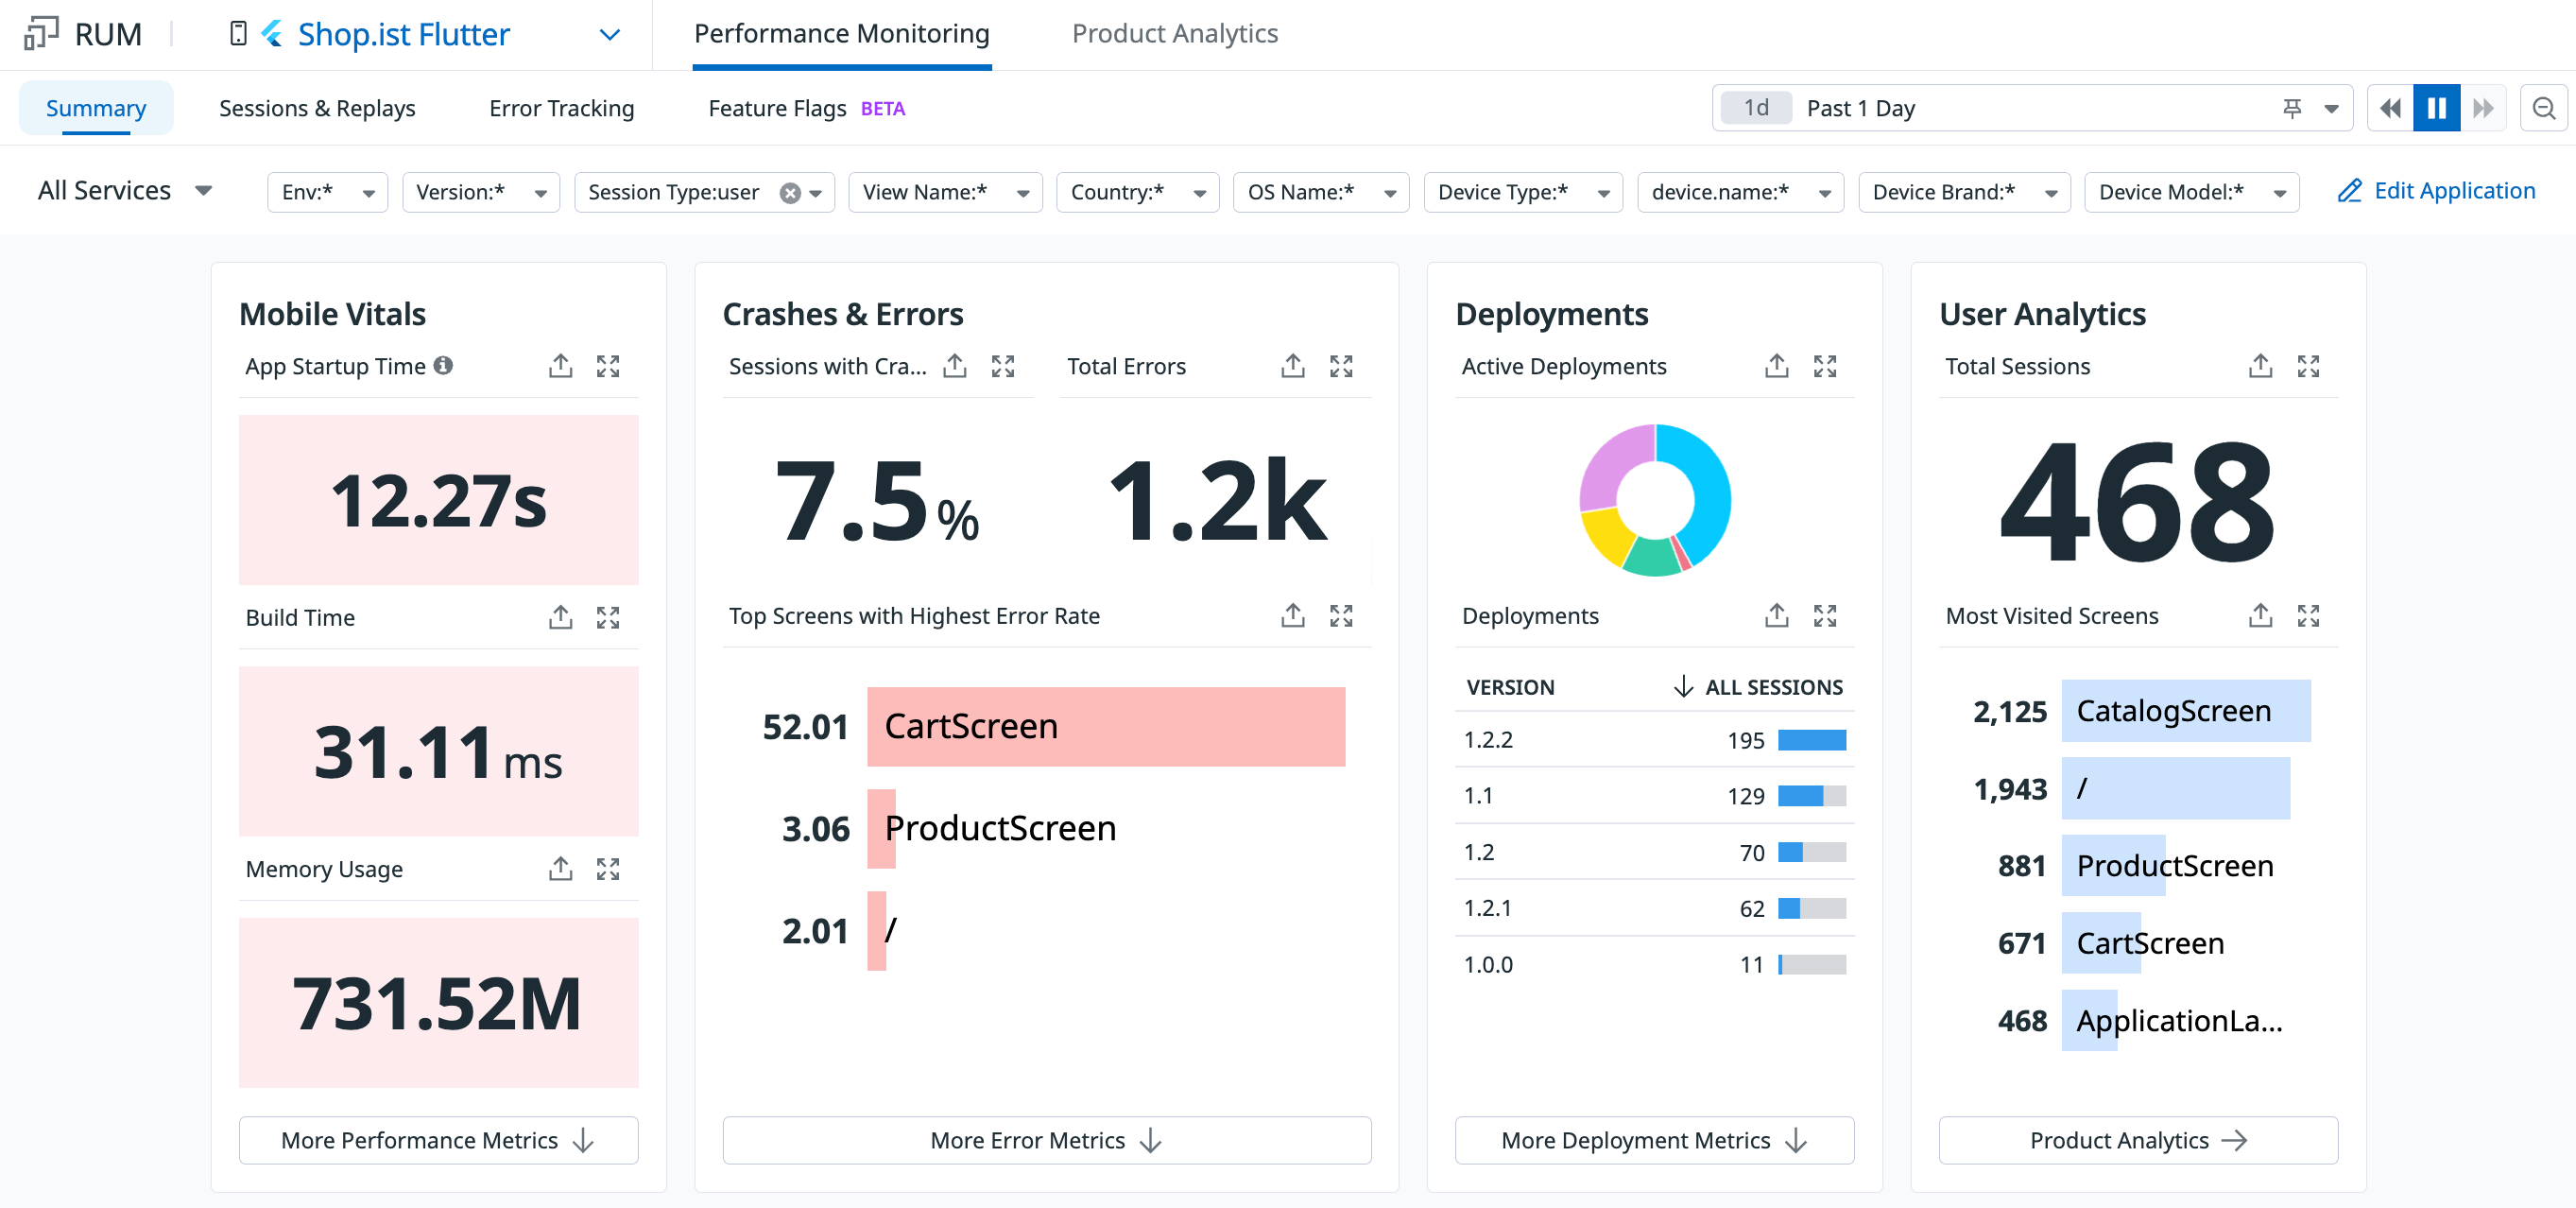 RUM
Shop.ist Flutter
Performance Monitoring
Product Analytics
Summary
Sessions & Replays
Error Tracking
Feature Flags BETA
1d Past 1 Day
All Services
Env:*
Version:*
Session Type:user
View Name:*
Country:*
OS Name:*
Device Type:*
device.name:*
Device Brand:*
Device Model:*
Edit Application
Mobile Vitals
App Startup Time
12.27s
Build Time
31.11 ms
Memory Usage
731.52M
More Performance Metrics
Crashes & Errors
Sessions with Cra...
7.5 %
Total Errors
1.2k
Top Screens with Highest Error Rate
52.01 CartScreen
3.06 ProductScreen
2.01 /
More Error Metrics
Deployments
Active Deployments
Deployments
VERSION ALL SESSIONS
1.2.2 195
1.1 129
1.2 70
1.2.1 62
1.0.0 11
More Deployment Metrics
User Analytics
Total Sessions
468
Most Visited Screens
2,125 CatalogScreen
1,943 /
881 ProductScreen
671 CartScreen
468 ApplicationLa...
Product Analytics